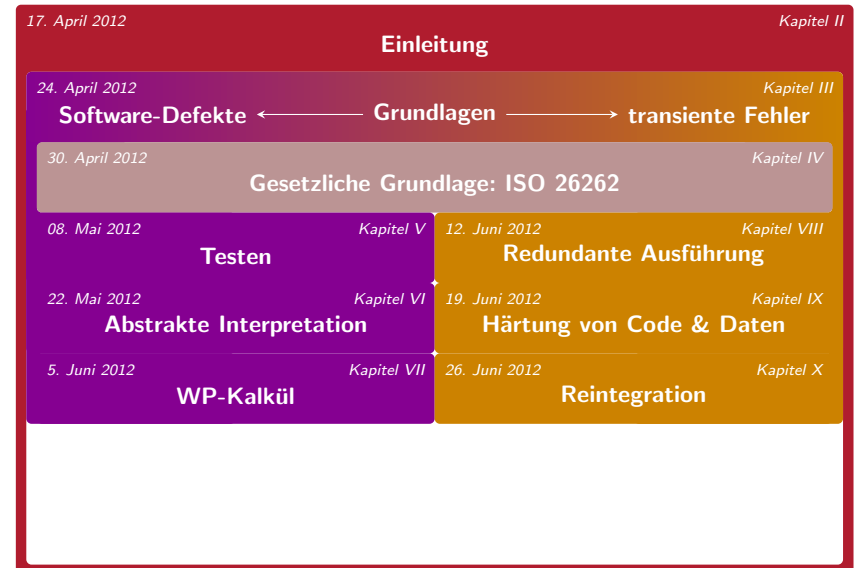 17. April 2012 Kapitel II
Einleitung
24. April 2012 Kapitel III
Software-Defekte Grundlagen transiente Fehler
30. April 2012 Kapitel IV
Gesetzliche Grundlage: ISO 26262
08. Mai 2012 Kapitel V
Testen
12. Juni 2012 Kapitel VIII
Redundante Ausführung
22. Mai 2012 Kapitel VI
Abstrakte Interpretation
19. Juni 2012 Kapitel IX
Härtung von Code & Daten
5. Juni 2012 Kapitel VII
WP-Kalkül
26. Juni 2012 Kapitel X
Reintegration